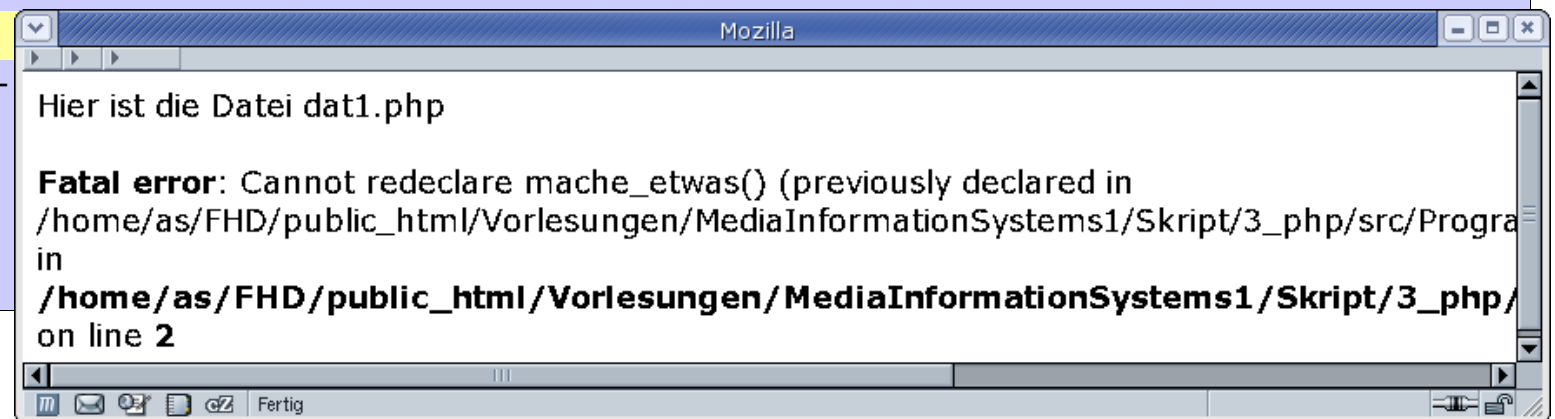 Mozilla
Hier ist die Datei dat1.php
Fatal error: Cannot redeclare mache_etwas() (previously declared in
/home/as/FHD/public_html/Vorlesungen/MediaInformationSystems1/Skript/3_php/src/Progra
in
/home/as/FHD/public_html/Vorlesungen/MediaInformationSystems1/Skript/3_php/
on line 2
Fertig